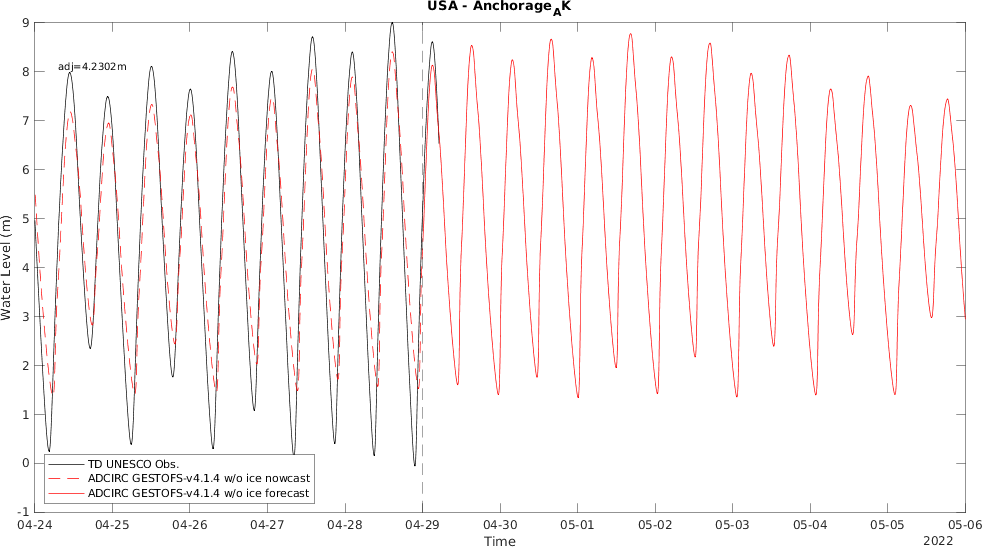 USA - Anchorage_AK
9
adj=4.2302m
8
7
6
5
4
3
2
1
0
-1
Water Level (m)
TD UNESCO Obs.
ADCIRC GESTOFS-v4.1.4 w/o ice nowcast
ADCIRC GESTOFS-v4.1.4 w/o ice forecast
04-24 04-25 04-26 04-27 04-28 04-29 04-30 05-01 05-02 05-03 05-04 05-05 05-06
Time
2022